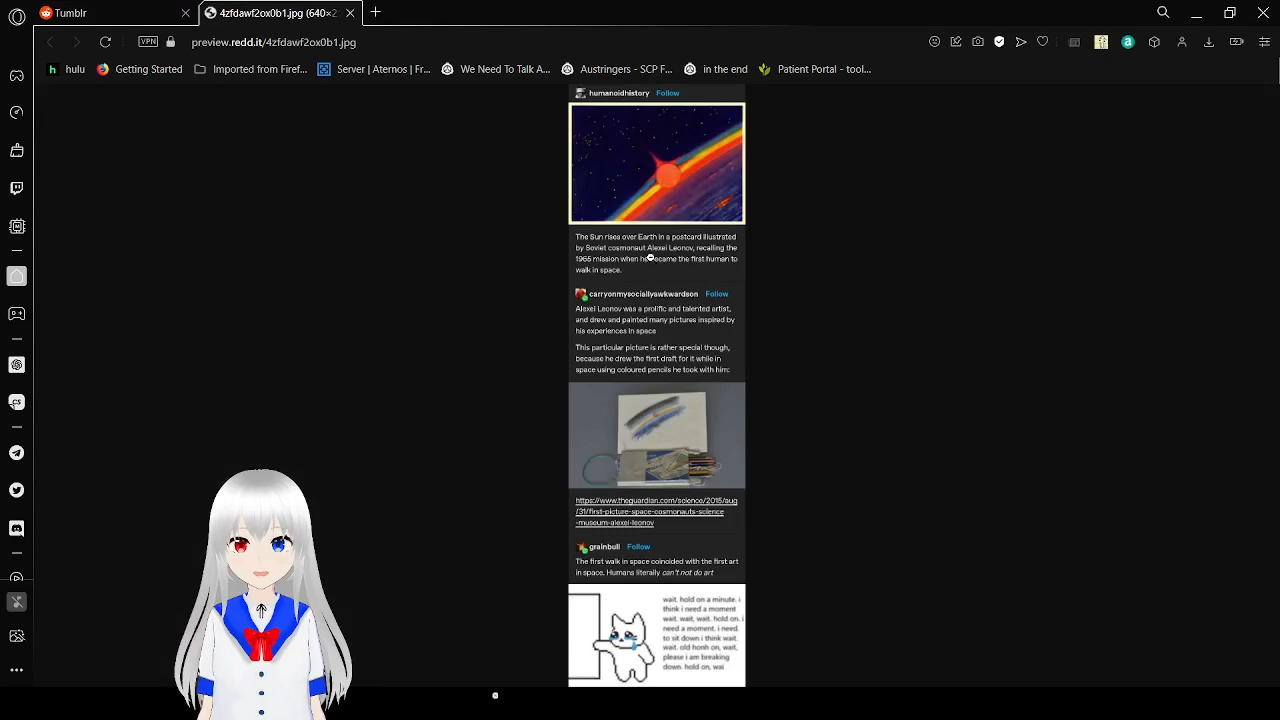 Tumblr
4zfdawf2ox0b1.jpg (640×2
VPN
preview.redd.it/4zfdawf2ox0b1.jpg
hulu
Getting Started
Imported from Firef...
Server | Aternos | Fr...
We Need To Talk A...
Austringers - SCP F...
in the end
Patient Portal - tool...
humanoidhistory Follow
The Sun rises over Earth in a postcard illustrated
by Soviet cosmonaut Alexei Leonov, recalling the
1965 mission when he became the first human to
walk in space.
carryonmysociallyawkwardson Follow
Alexei Leonov was a prolific and talented artist,
and drew and painted many pictures inspired by
his experiences in space
This particular picture is rather special though,
because he drew the first draft for it while in
space using coloured pencils he took with him:
https://www.theguardian.com/science/2015/aug
/31/first-picture-space-cosmonauts-science
-museum-alexei-leonov
grainbull Follow
The first walk in space coincided with the first art
in space. Humans literally can't not do art
wait. hold on a minute. i
think i need a moment
wait. wait, wait. hold on. i
need a moment. i need.
to sit down i think wait.
wait. old honh on, wait,
please i am breaking
down. hold on, wai